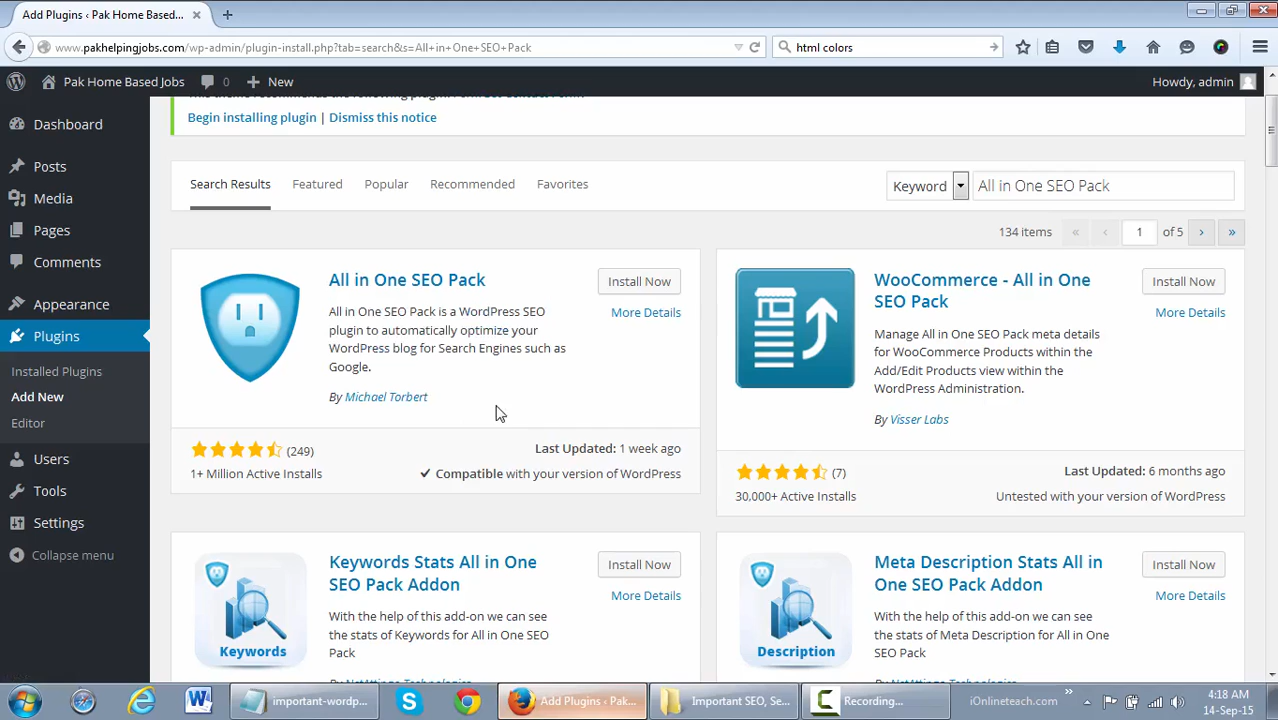 Add Plugins ‹ Pak Home Based... × +
www.pakhelpingjobs.com/wp-admin/plugin-install.php?tab=search&s=All+in+One+SEO+Pack
html colors
Pak Home Based Jobs 0 + New
Howdy, admin
Dashboard
Posts
Media
Pages
Comments
Appearance
Plugins
Installed Plugins
Add New
Editor
Users
Tools
Settings
Collapse menu
This theme recommends the following plugin:
Begin installing plugin | Dismiss this notice
Search Results Featured Popular Recommended Favorites
Keyword All in One SEO Pack
134 items « ‹ 1 of 5 › »
All in One SEO Pack
Install Now
More Details
All in One SEO Pack is a WordPress SEO
plugin to automatically optimize your
WordPress blog for Search Engines such as
Google.
By Michael Torbert
(249)
Last Updated: 1 week ago
1+ Million Active Installs
Compatible with your version of WordPress
WooCommerce - All in One
SEO Pack
Install Now
More Details
Manage All in One SEO Pack meta details
for WooCommerce Products within the
Add/Edit Products view within the
WordPress Administration.
By Visser Labs
(7)
Last Updated: 6 months ago
30,000+ Active Installs
Untested with your version of WordPress
Keywords
Keywords Stats All in One
SEO Pack Addon
Install Now
More Details
With the help of this add-on we can see
the stats of Keywords for All in One SEO
Pack
Description
Meta Description Stats All in
One SEO Pack Addon
Install Now
More Details
With the help of this add-on we can see
the stats of Meta Description for All in One
SEO Pack
important-wordp...
Add Plugins ‹ Pak...
Important SEO, Se...
Recording...
iOnlineteach.com »
4:18 AM
14-Sep-15